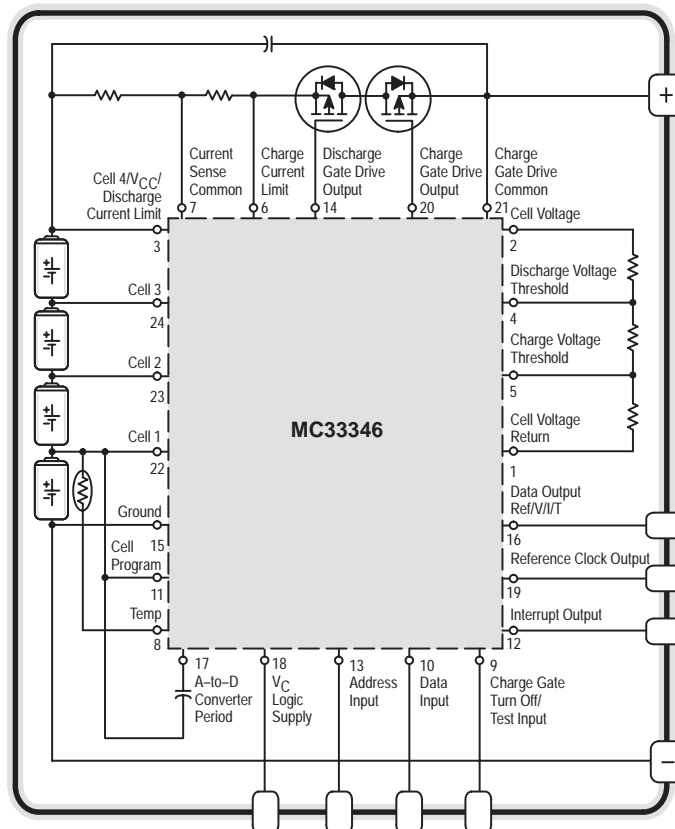 +
Current
Sense
Common
7
Charge
Current
Limit
6
Discharge
Gate Drive
Output
14
Charge
Gate Drive
Output
20
Charge
Gate Drive
Common
21
Cell 4/VCC/
Discharge
Current Limit
3
Cell Voltage
2
+
–
Cell 3
24
Discharge Voltage
Threshold
4
+
–
Cell 2
23
Charge Voltage
Threshold
5
+
–
Cell 1
22
Cell Voltage
Return
1
+
–
MC33346
Ground
15
Data Output
Ref/V/I/T
16
Cell
Program
11
Reference Clock Output
19
Temp
8
Interrupt Output
12
17
A–to–D
Converter
Period
18
VC
Logic
Supply
13
Address
Input
10
Data
Input
9
Charge Gate
Turn Off/
Test Input
–